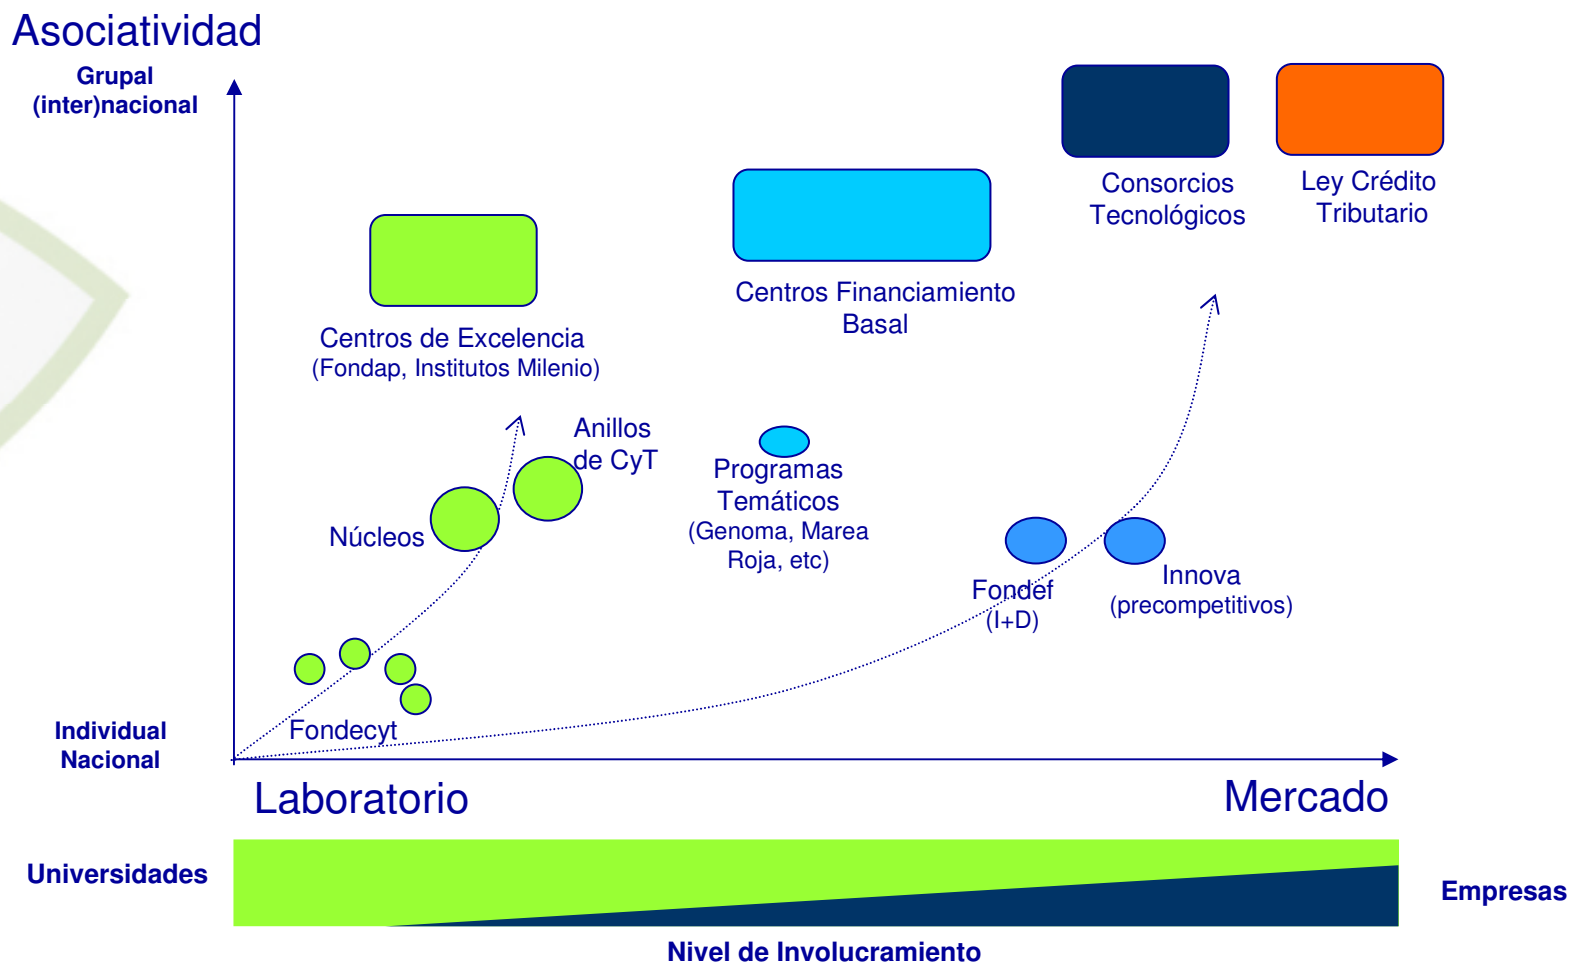 Asociatividad
Grupal
(inter)nacional
Consorcios
Tecnológicos
Ley Crédito
Tributario
Centros Financiamiento
Basal
Centros de Excelencia
(Fondap, Institutos Milenio)
Anillos
de CyT
Núcleos
Programas
Temáticos
(Genoma, Marea
Roja, etc)
Fondef
(I+D)
Innova
(precompetitivos)
Fondecyt
Individual
Nacional
Laboratorio
Mercado
Universidades
Empresas
Nivel de Involucramiento